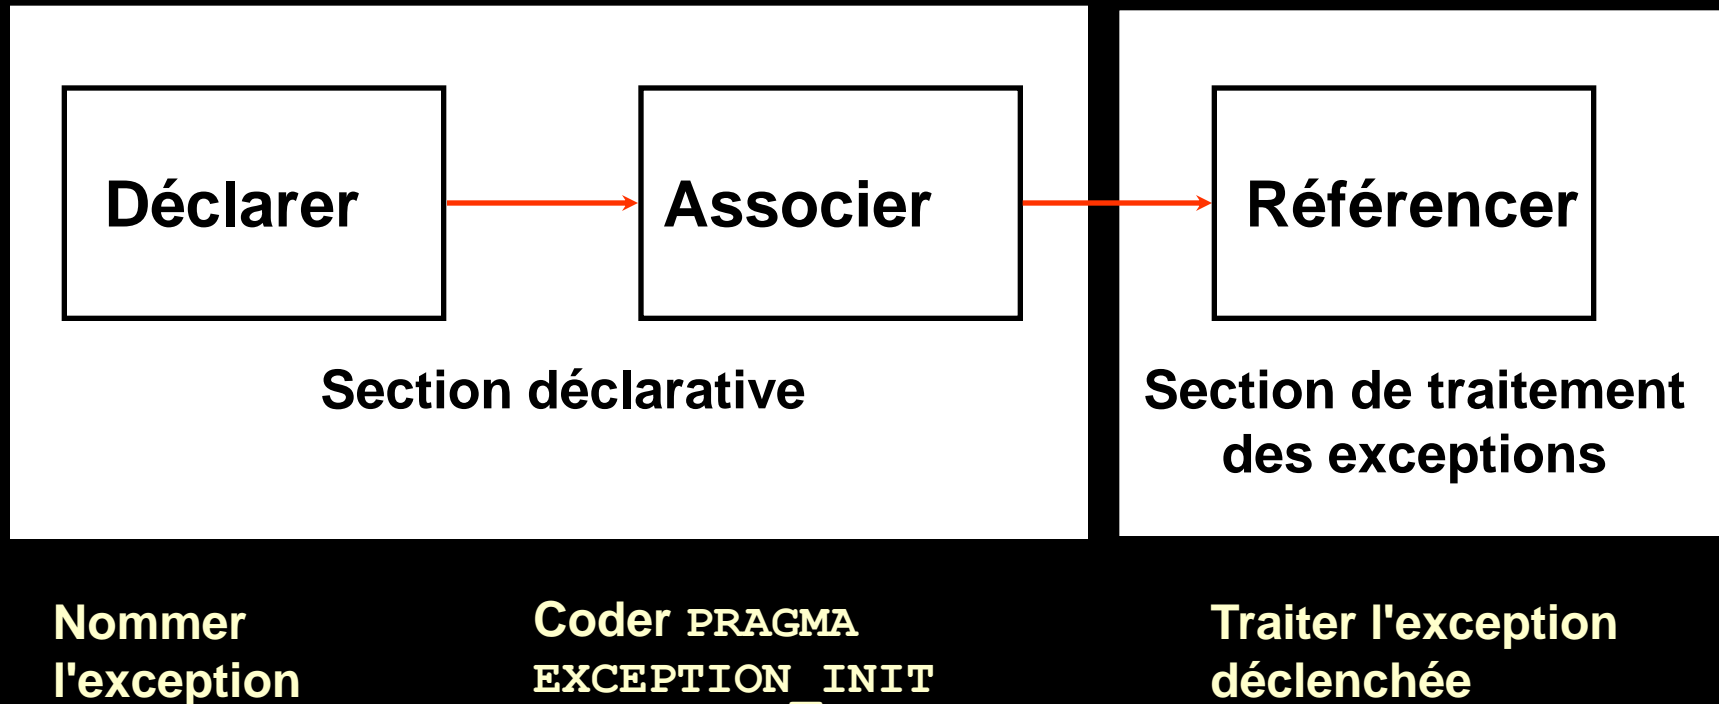 Déclarer
Associer
Référencer
Section déclarative
Section de traitement
des exceptions
Nommer
l'exception
Coder PRAGMA
EXCEPTION_INIT
Traiter l'exception
déclenchée